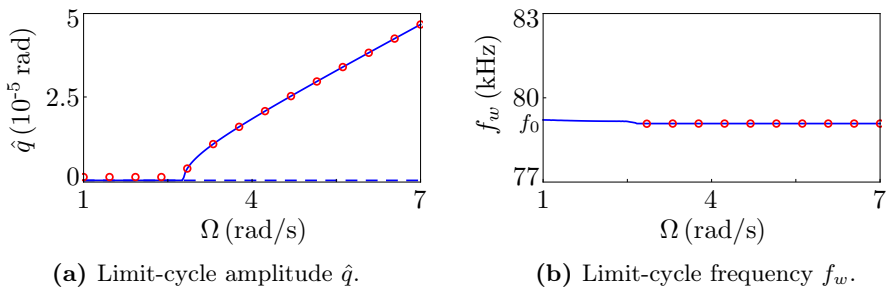 5
2.5
0
q̂ (10⁻⁵ rad)
1
4
7
Ω (rad/s)
(a) Limit-cycle amplitude q̂.
83
80
f₀
77
f_w (kHz)
1
4
7
Ω (rad/s)
(b) Limit-cycle frequency f_w.